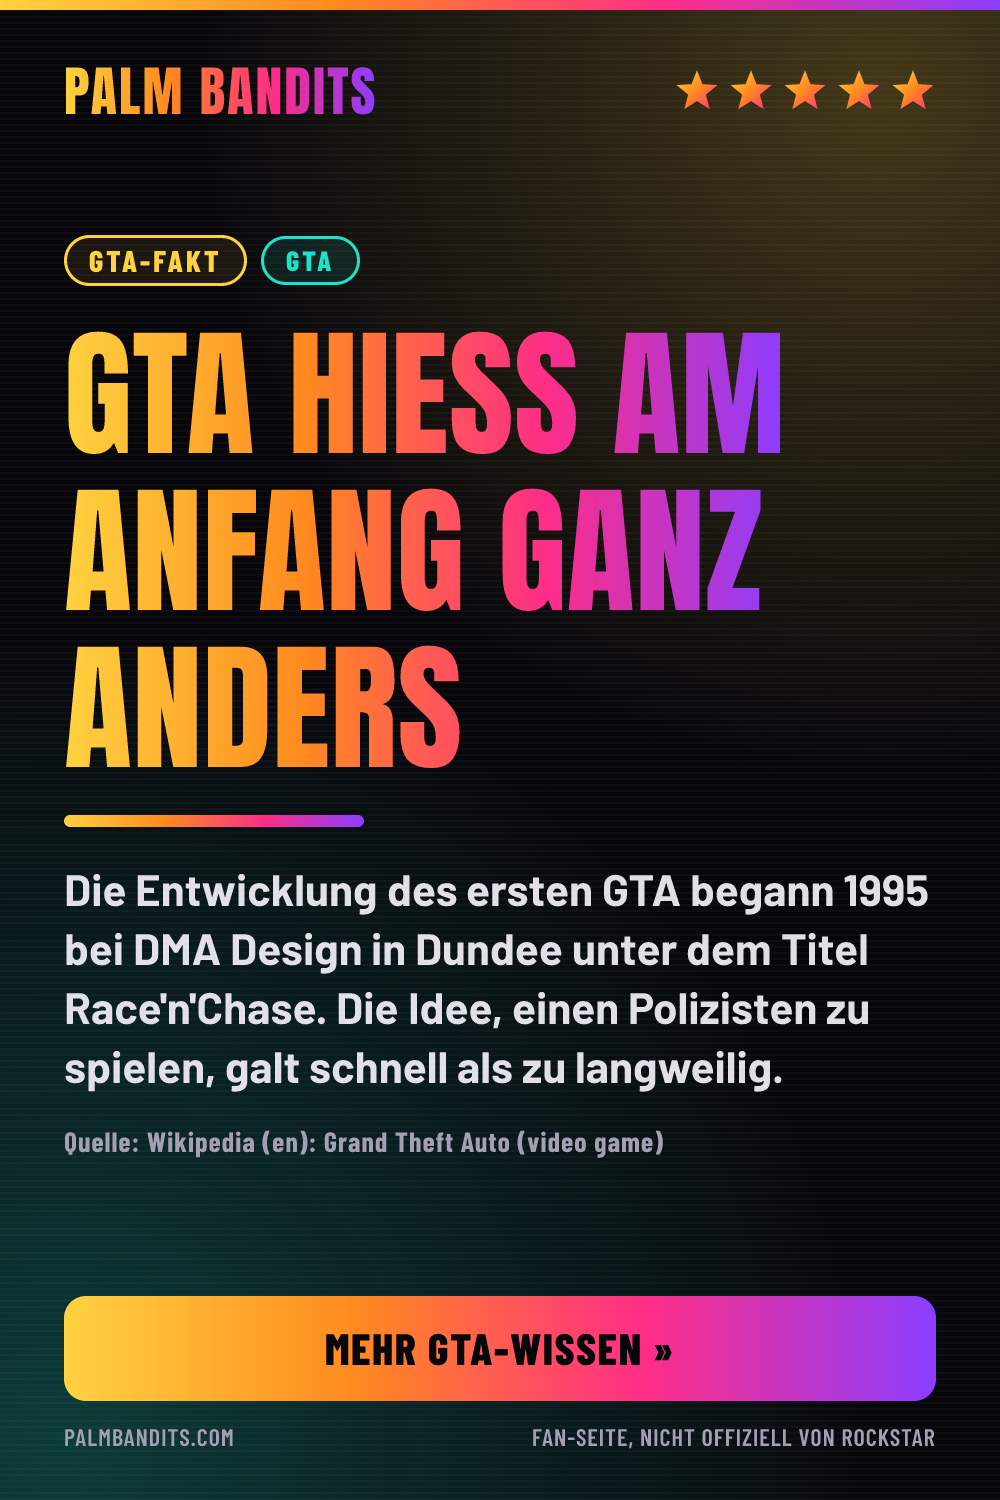 PALM BANDITS
GTA-FAKT GTA
GTA HIESS AM
ANFANG GANZ
ANDERS
Die Entwicklung des ersten GTA begann 1995
bei DMA Design in Dundee unter dem Titel
Race'n'Chase. Die Idee, einen Polizisten zu
spielen, galt schnell als zu langweilig.
Quelle: Wikipedia (en): Grand Theft Auto (video game)
MEHR GTA-WISSEN »
PALMBANDITS.COM FAN-SEITE, NICHT OFFIZIELL VON ROCKSTAR